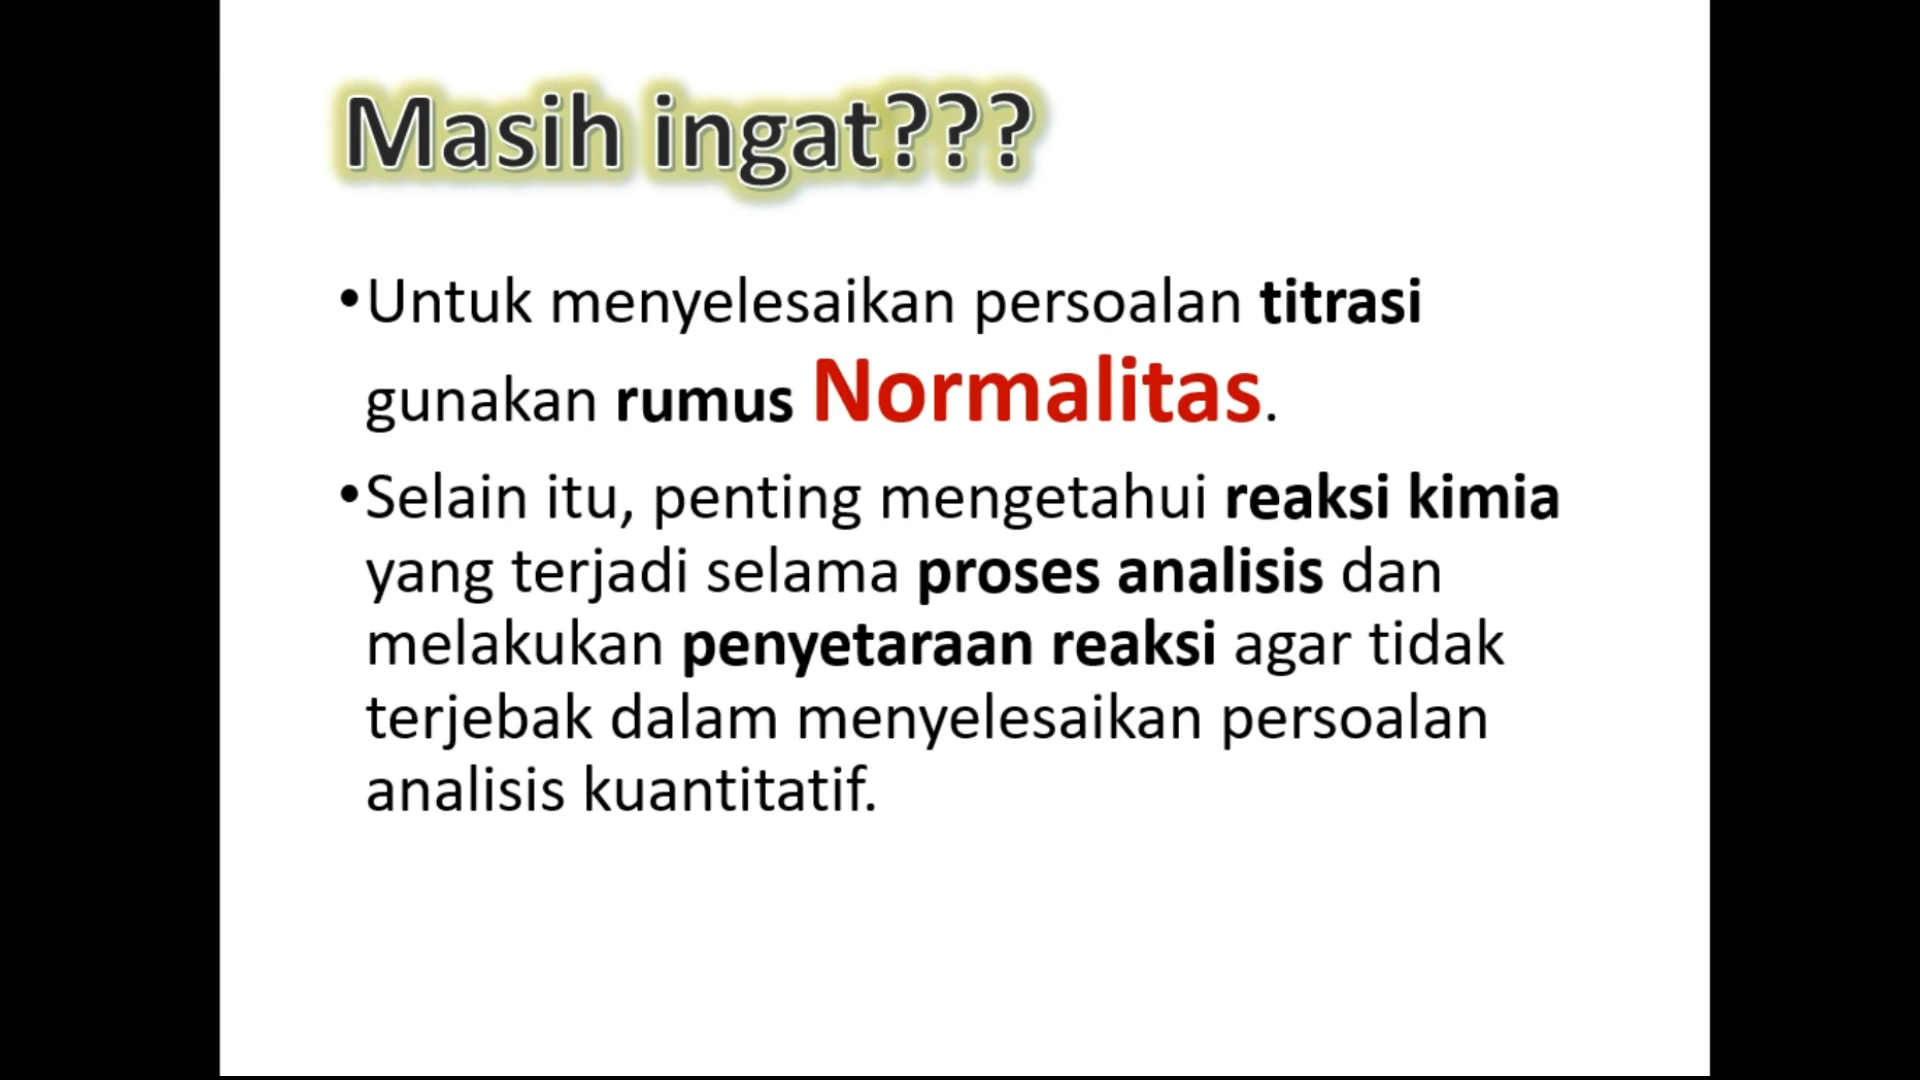 Masih ingat???
•Untuk menyelesaikan persoalan titrasi
gunakan rumus Normalitas.
•Selain itu, penting mengetahui reaksi kimia
yang terjadi selama proses analisis dan
melakukan penyetaraan reaksi agar tidak
terjebak dalam menyelesaikan persoalan
analisis kuantitatif.